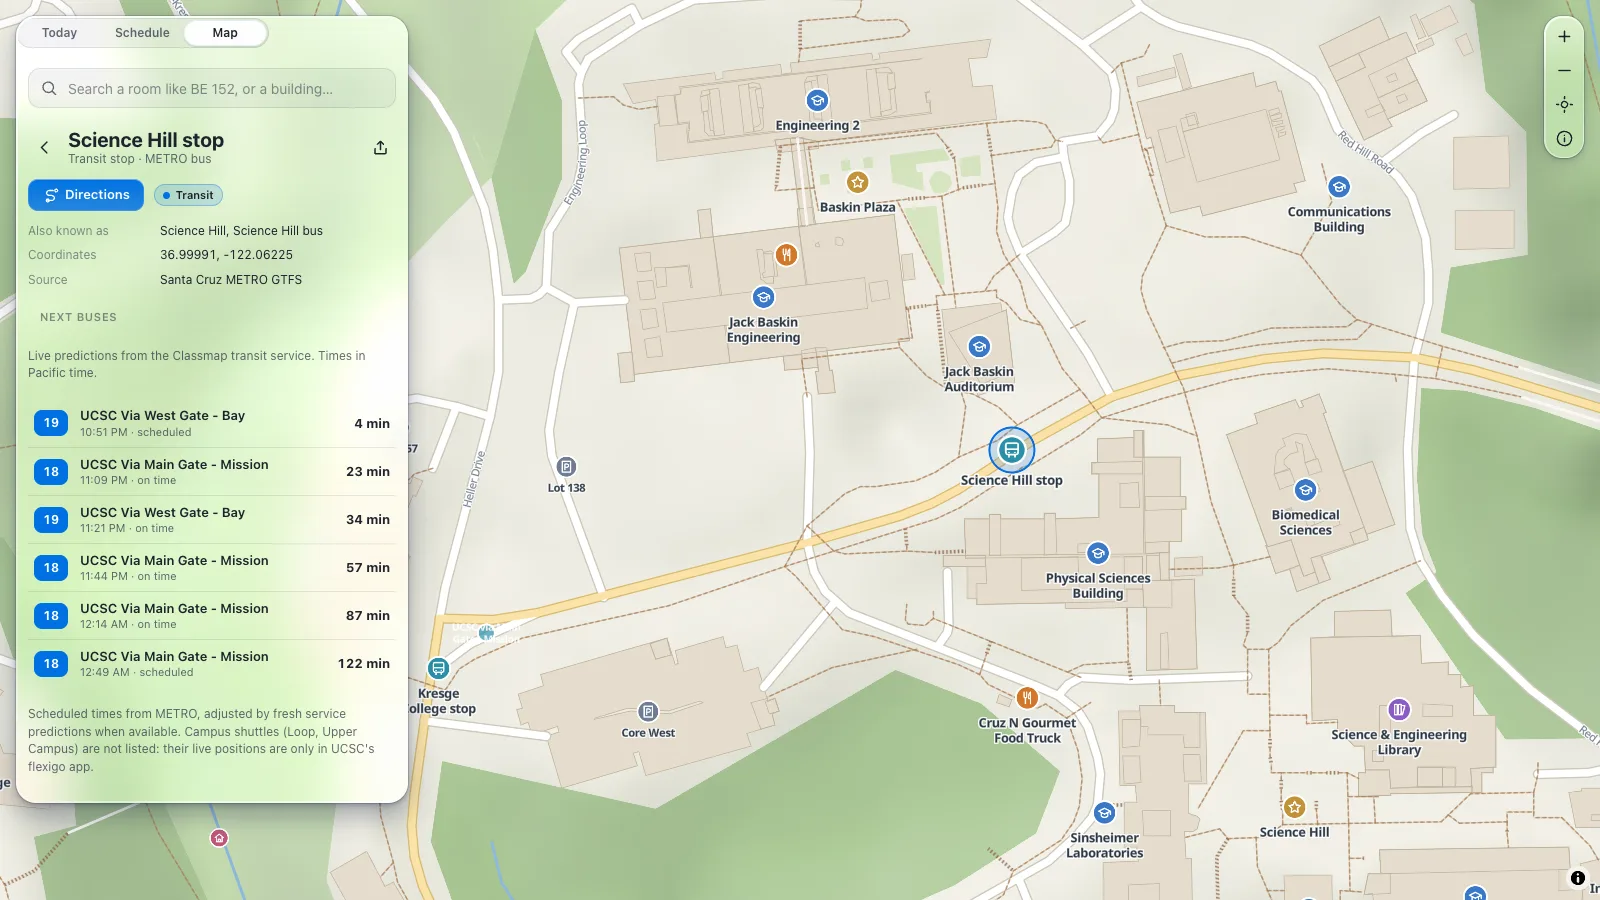 Today
Schedule
Map
Search a room like BE 152, or a building...
Science Hill stop
Transit stop · METRO bus
Directions
Transit
Also known as
Science Hill, Science Hill bus
Coordinates
36.99991, -122.06225
Source
Santa Cruz METRO GTFS
NEXT BUSES
Live predictions from the Classmap transit service. Times in
Pacific time.
19
UCSC Via West Gate - Bay
10:51 PM · scheduled
4 min
18
UCSC Via Main Gate - Mission
11:09 PM · on time
23 min
19
UCSC Via West Gate - Bay
11:21 PM · on time
34 min
18
UCSC Via Main Gate - Mission
11:44 PM · on time
57 min
18
UCSC Via Main Gate - Mission
12:14 AM · on time
87 min
18
UCSC Via Main Gate - Mission
12:49 AM · scheduled
122 min
Scheduled times from METRO, adjusted by fresh service
predictions when available. Campus shuttles (Loop, Upper
Campus) are not listed: their live positions are only in UCSC's
flexigo app.
Engineering Loop
Engineering 2
Baskin Plaza
Jack Baskin
Engineering
Jack Baskin
Auditorium
Red Hill Road
Communications
Building
57
Heller Drive
P
Lot 138
Science Hill stop
Biomedical
Sciences
Physical Sciences
Building
Kresge
ollege stop
P
Core West
Cruz N Gourmet
Food Truck
Science & Engineering
Library
Sinsheimer
Laboratories
Science Hill